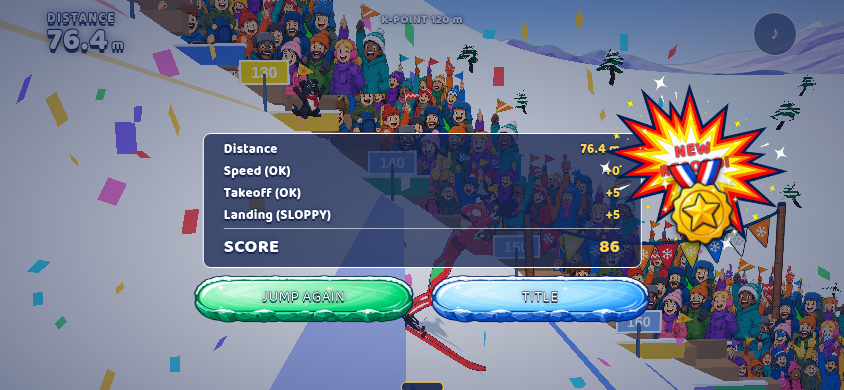 DISTANCE
76.4 m
K-POINT 120 m
♪
130
140
Distance 76.4 m
Speed (OK) +0
Takeoff (OK) +5
Landing (SLOPPY) +5
150
SCORE 86
JUMP AGAIN
TITLE
160
NEW